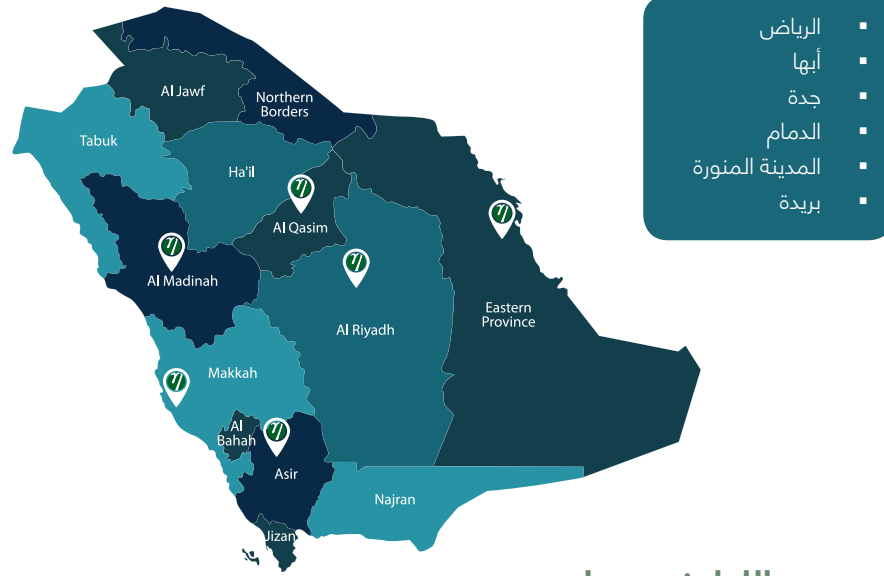 الرياض
أبها
جدة
الدمام
المدينة المنورة
بريدة
Al Jawf
Northern
Borders
Tabuk
Ha'il
Al Qasim
Al Madinah
Eastern
Province
Al Riyadh
Makkah
Al
Bahah
Asir
Najran
Jizan